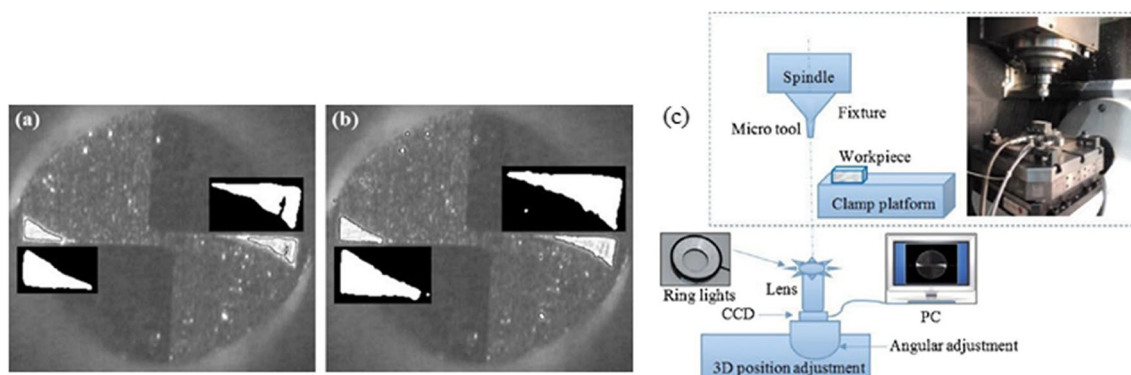 (a)
(b)
(c)
Spindle
Fixture
Micro tool
Workpiece
Clamp platform
Ring lights
Lens
CCD
PC
Angular adjustment
3D position adjustment